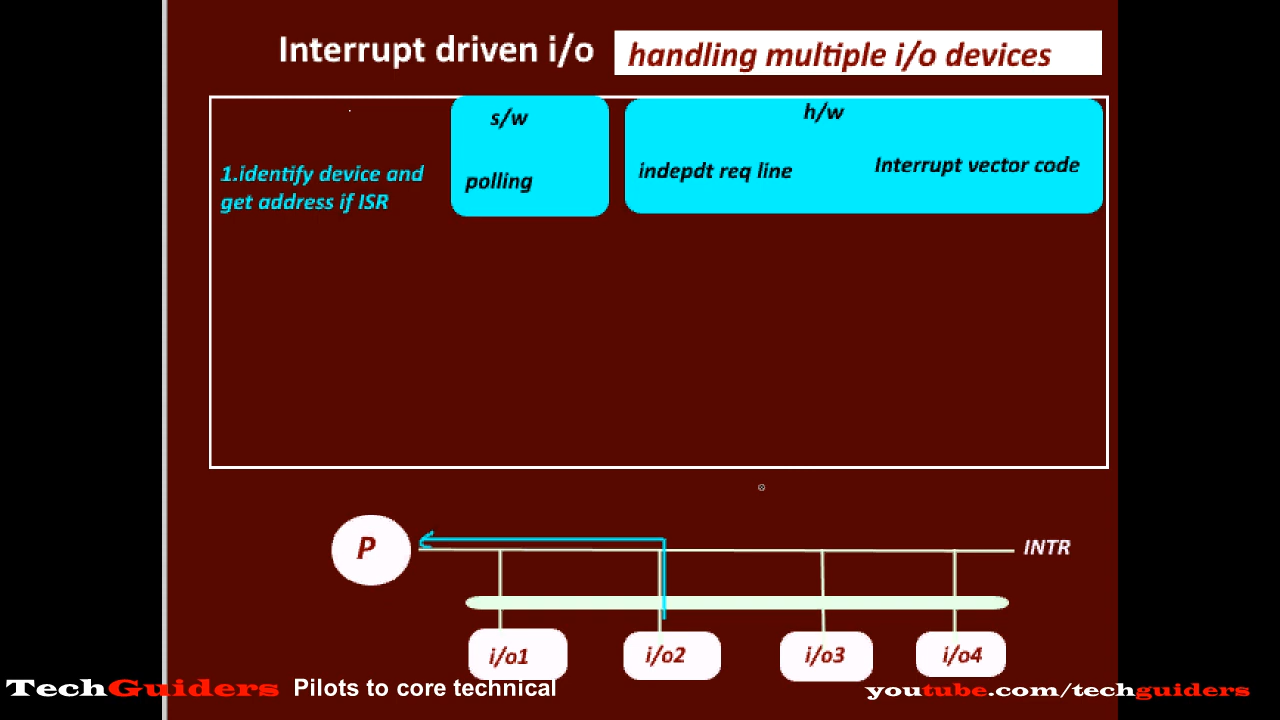 Interrupt driven i/o handling multiple i/o devices
s/w
h/w
1.identify device and
get address if ISR
polling
indepdt req line
Interrupt vector code
P
INTR
i/o1
i/o2
i/o3
i/o4
TechGuiders Pilots to core technical
youtube.com/techguiders